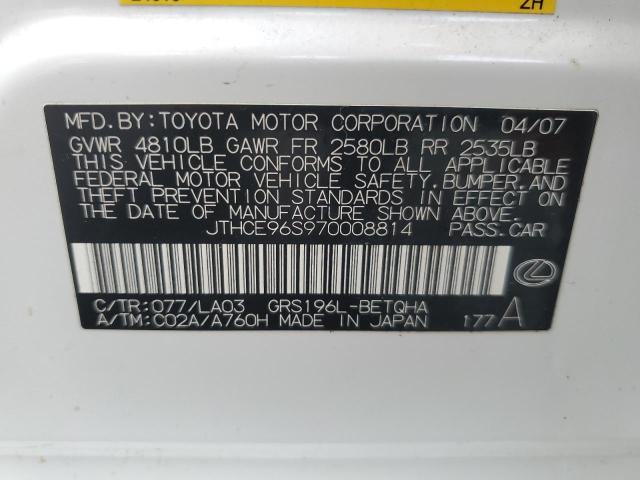 2H
MFD.BY:TOYOTA MOTOR CORPORATION 04/07
GVWR 4810LB GAWR FR 2580LB RR 2535LB
THIS VEHICLE CONFORMS TO ALL APPLICABLE
FEDERAL MOTOR VEHICLE SAFETY,BUMPER,AND
THEFT PREVENTION STANDARDS IN EFFECT ON
THE DATE OF MANUFACTURE SHOWN ABOVE.
JTHCE96S970008814 PASS.CAR
C/TR:077/LA03 GRS196L-BETQHA
A/TM:C02A/A760H MADE IN JAPAN 177 A